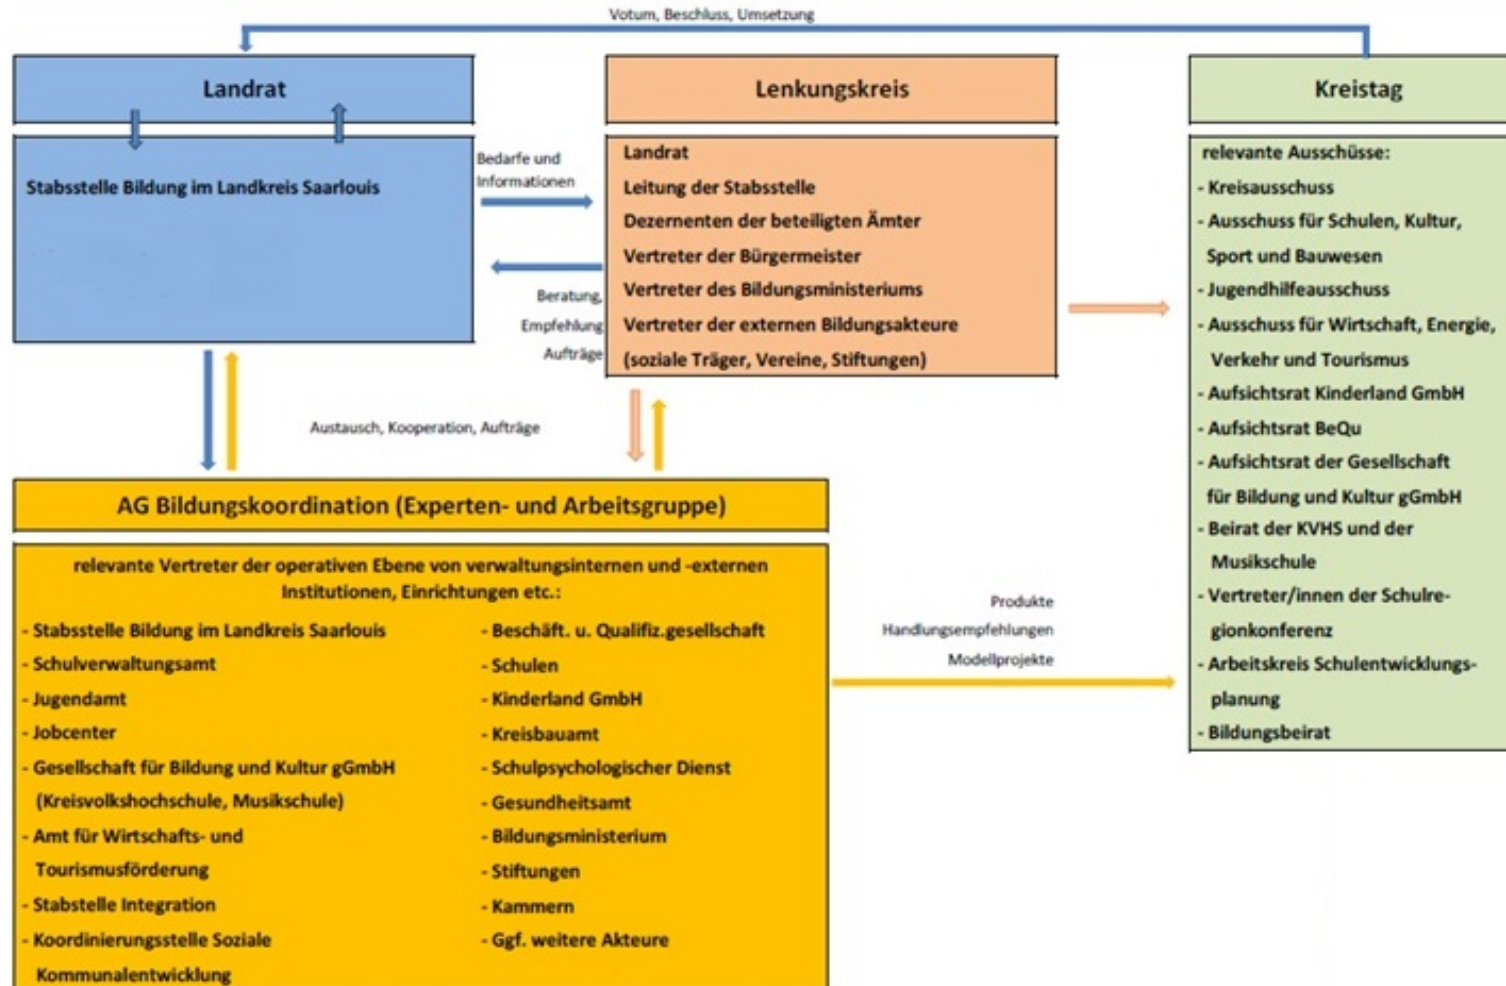 Votum, Beschluss, Umsetzung
Landrat
Stabsstelle Bildung im Landkreis Saarlouis
Bedarfe und
Informationen
Beratung,
Empfehlung
Aufträge
Lenkungskreis
Landrat
Leitung der Stabsstelle
Dezernenten der beteiligten Ämter
Vertreter der Bürgermeister
Vertreter des Bildungsministeriums
Vertreter der externen Bildungsakteure
(soziale Träger, Vereine, Stiftungen)
Kreistag
relevante Ausschüsse:
- Kreisausschuss
- Ausschuss für Schulen, Kultur,
Sport und Bauwesen
- Jugendhilfeausschuss
- Ausschuss für Wirtschaft, Energie,
Verkehr und Tourismus
- Aufsichtsrat Kinderland GmbH
- Aufsichtsrat BeQu
- Aufsichtsrat der Gesellschaft
für Bildung und Kultur gGmbH
- Beirat der KVHS und der
Musikschule
- Vertreter/innen der Schulre-
gionkonferenz
- Arbeitskreis Schulentwicklungs-
planung
- Bildungsbeirat
Austausch, Kooperation, Aufträge
AG Bildungskoordination (Experten- und Arbeitsgruppe)
relevante Vertreter der operativen Ebene von verwaltungsinternen und -externen
Institutionen, Einrichtungen etc.:
- Stabsstelle Bildung im Landkreis Saarlouis
- Schulverwaltungsamt
- Jugendamt
- Jobcenter
- Gesellschaft für Bildung und Kultur gGmbH
(Kreisvolkshochschule, Musikschule)
- Amt für Wirtschafts- und
Tourismusförderung
- Stabstelle Integration
- Koordinierungsstelle Soziale
Kommunalentwicklung
- Beschäft. u. Qualifiz.gesellschaft
- Schulen
- Kinderland GmbH
- Kreisbauamt
- Schulpsychologischer Dienst
- Gesundheitsamt
- Bildungsministerium
- Stiftungen
- Kammern
- Ggf. weitere Akteure
Produkte
Handlungsempfehlungen
Modellprojekte